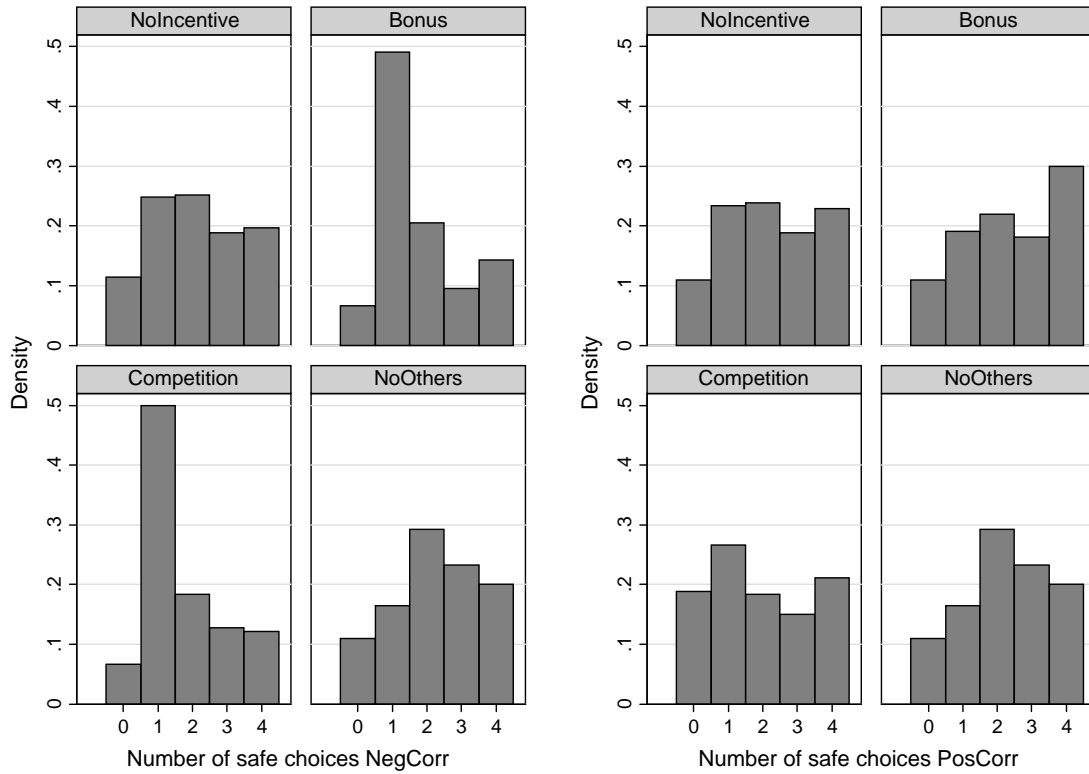 NoIncentive
Bonus
.5
.4
.3
.2
.1
0
Competition
NoOthers
.5
.4
.3
.2
.1
0
0 1 2 3 4
0 1 2 3 4
Density
Number of safe choices NegCorr
NoIncentive
Bonus
.5
.4
.3
.2
.1
0
Competition
NoOthers
.5
.4
.3
.2
.1
0
0 1 2 3 4
0 1 2 3 4
Density
Number of safe choices PosCorr